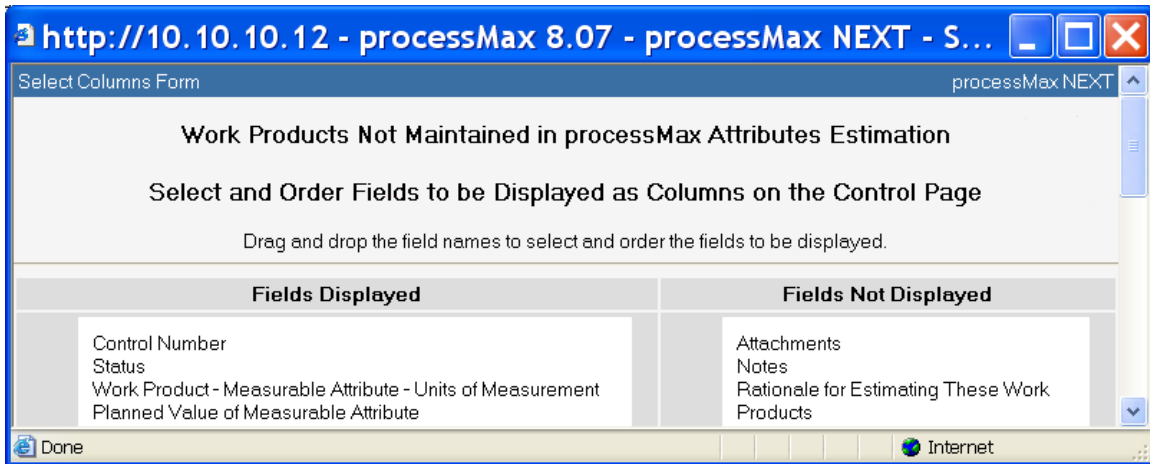 http://10.10.10.12 - processMax 8.07 - processMax NEXT - S...
Select Columns Form processMax NEXT
Work Products Not Maintained in processMax Attributes Estimation
Select and Order Fields to be Displayed as Columns on the Control Page
Drag and drop the field names to select and order the fields to be displayed.
Fields Displayed Fields Not Displayed
Control Number
Status
Work Product - Measurable Attribute - Units of Measurement
Planned Value of Measurable Attribute
Attachments
Notes
Rationale for Estimating These Work
Products
Done Internet